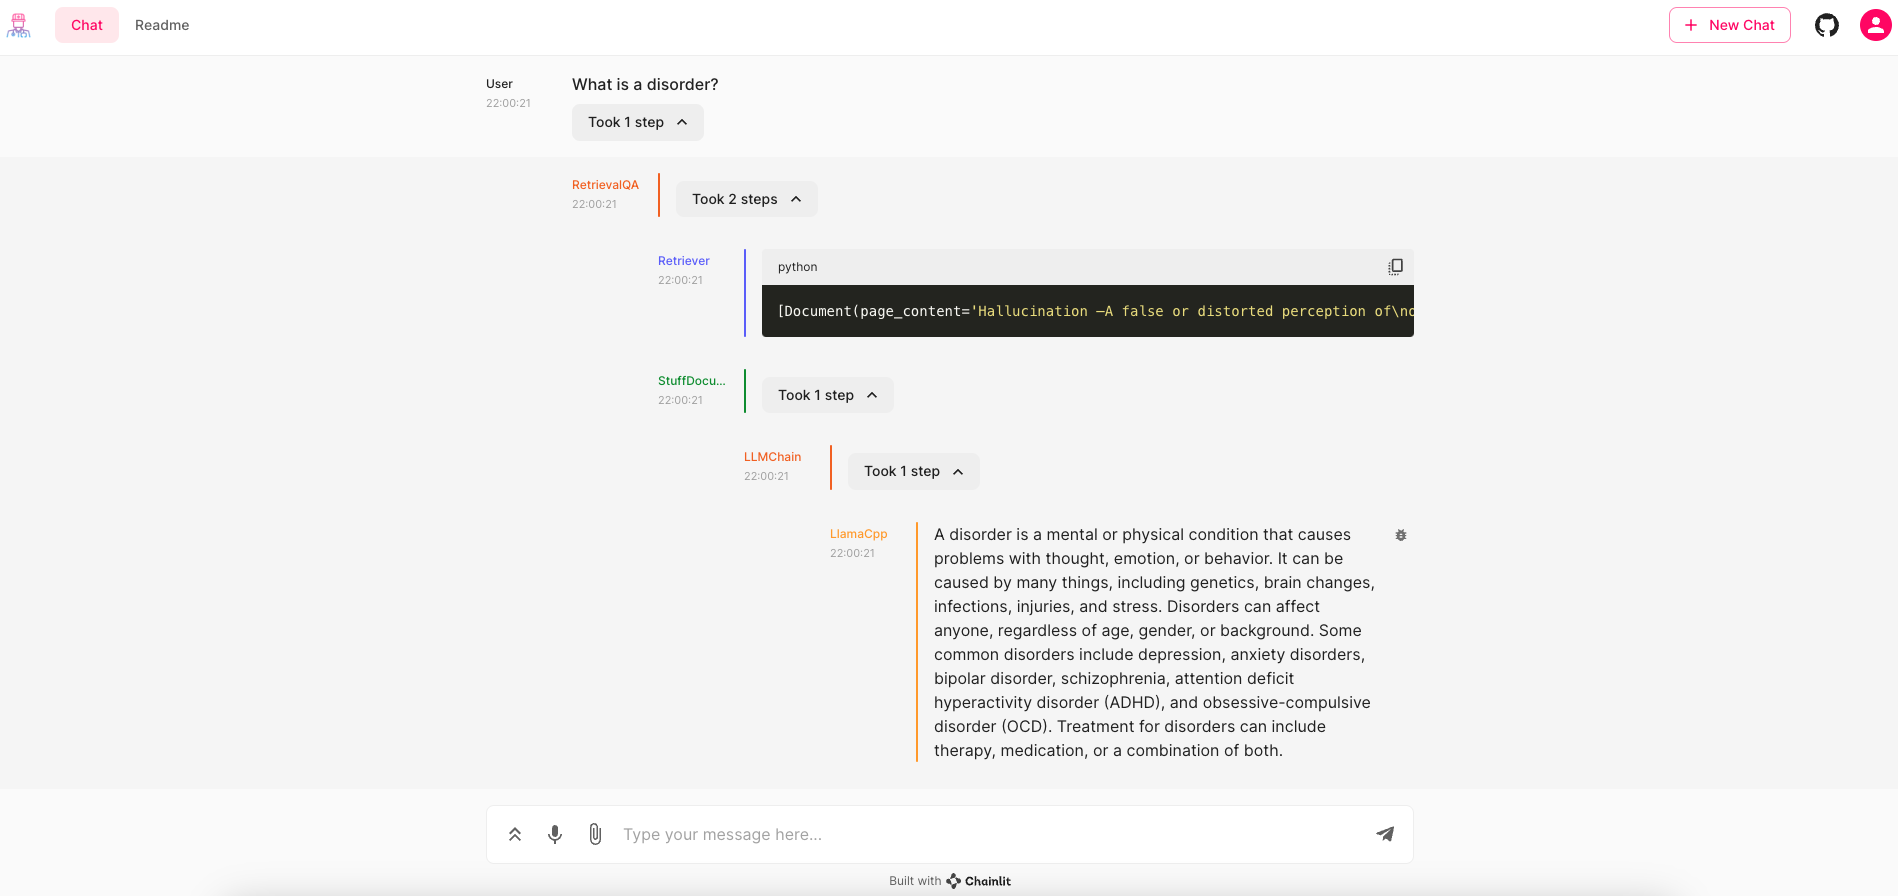 Chat
Readme
New Chat
User
What is a disorder?
22:00:21
Took 1 step
RetrievalQA
22:00:21
Took 2 steps
Retriever
22:00:21
python
[Document(page_content='Hallucination –A false or distorted perception of\no
StuffDocu...
22:00:21
Took 1 step
LLMChain
22:00:21
Took 1 step
LlamaCpp
22:00:21
A disorder is a mental or physical condition that causes
problems with thought, emotion, or behavior. It can be
caused by many things, including genetics, brain changes,
infections, injuries, and stress. Disorders can affect
anyone, regardless of age, gender, or background. Some
common disorders include depression, anxiety disorders,
bipolar disorder, schizophrenia, attention deficit
hyperactivity disorder (ADHD), and obsessive-compulsive
disorder (OCD). Treatment for disorders can include
therapy, medication, or a combination of both.
Type your message here...
Built with Chainlit